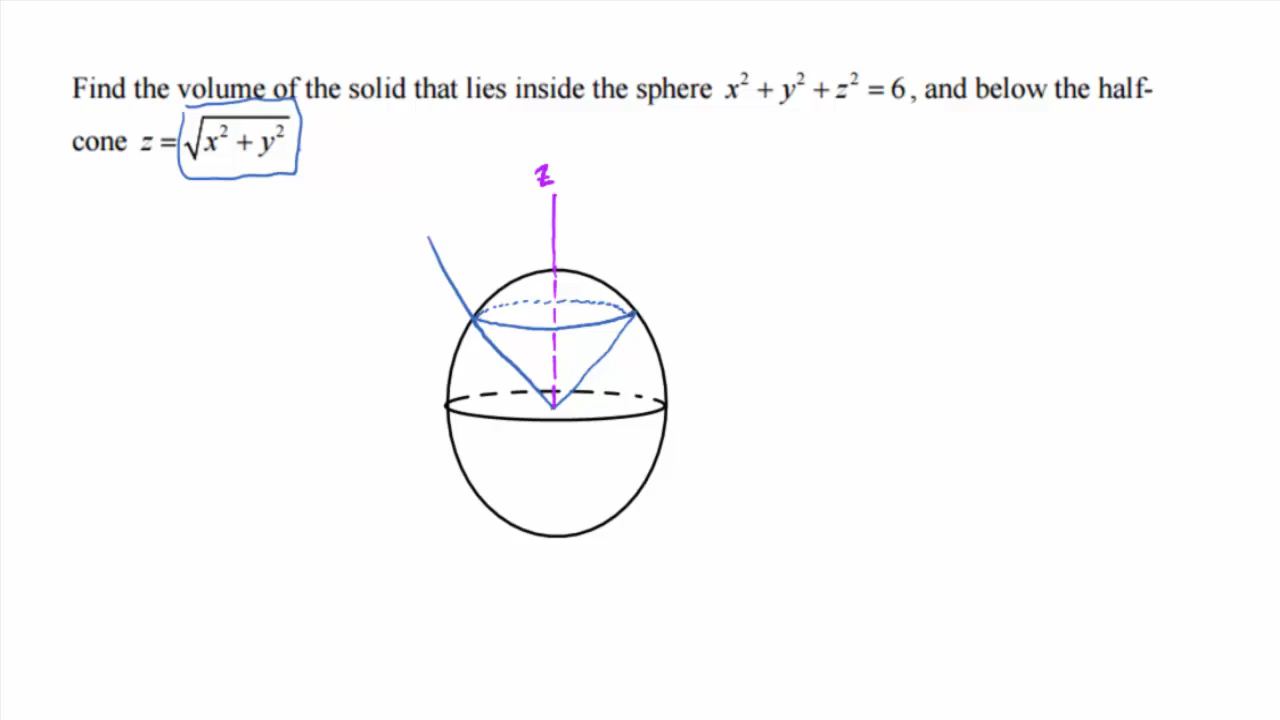 Find the volume of the solid that lies inside the sphere x² + y² + z² = 6, and below the half-
cone z = √(x² + y²)
z